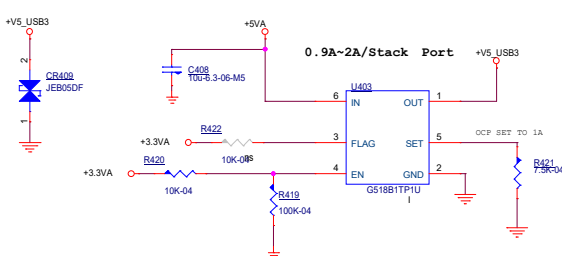 +V5_USB3
+5VA
0.9A~2A/Stack Port
+V5_USB3
2
CR409
JEB05DF
1
C408
10u-6.3-06-M5
U403
6
IN
OUT
1
+3.3VA
R422
10K-04
3
FLAG
SET
5
OCP SET TO 1A
+3.3VA
R420
10K-04
4
EN
GND
2
R421
7.5K-04
G518B1TP1U
I
R419
100K-04